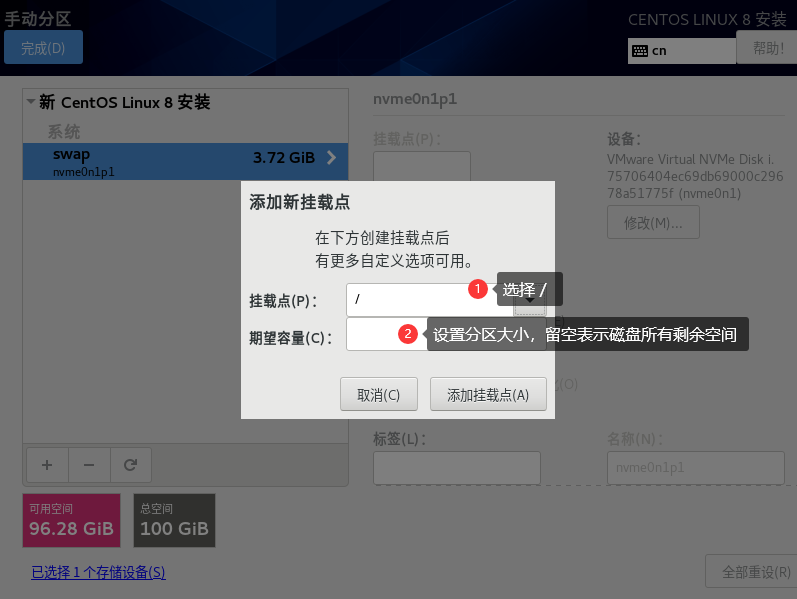 手动分区
CENTOS LINUX 8 安装
完成(D)
cn
帮助!
新 CentOS Linux 8 安装
系统
swap
3.72 GiB
nvme0n1p1
nvme0n1p1
挂载点(P):
设备:
VMware Virtual NVMe Disk i.
75706404ec69db69000c296
78a51775f (nvme0n1)
修改(M)...
添加新挂载点
在下方创建挂载点后
有更多自定义选项可用。
挂载点(P):
/
1
选择 /
期望容量(C):
2
设置分区大小，留空表示磁盘所有剩余空间
取消(C)
添加挂载点(A)
(O)
标签(L):
名称(N):
nvme0n1p1
可用空间
96.28 GiB
总空间
100 GiB
已选择 1 个存储设备(S)
全部重设(R)